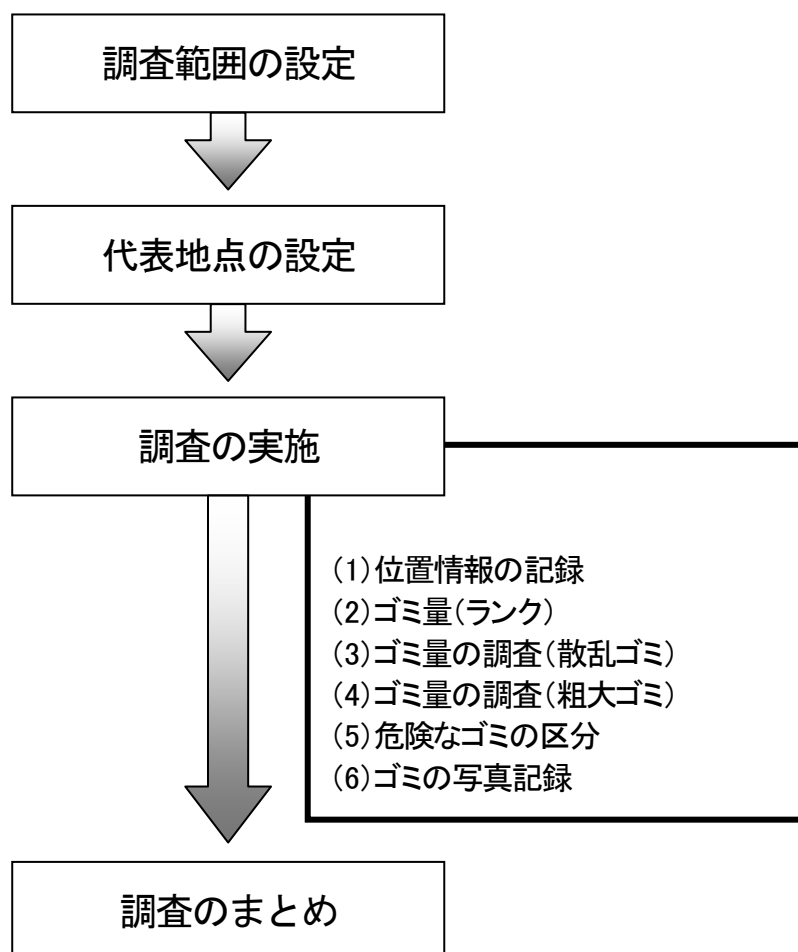 調査範囲の設定
代表地点の設定
調査の実施
(1)位置情報の記録
(2)ゴミ量(ランク)
(3)ゴミ量の調査(散乱ゴミ)
(4)ゴミ量の調査(粗大ゴミ)
(5)危険なゴミの区分
(6)ゴミの写真記録
調査のまとめ